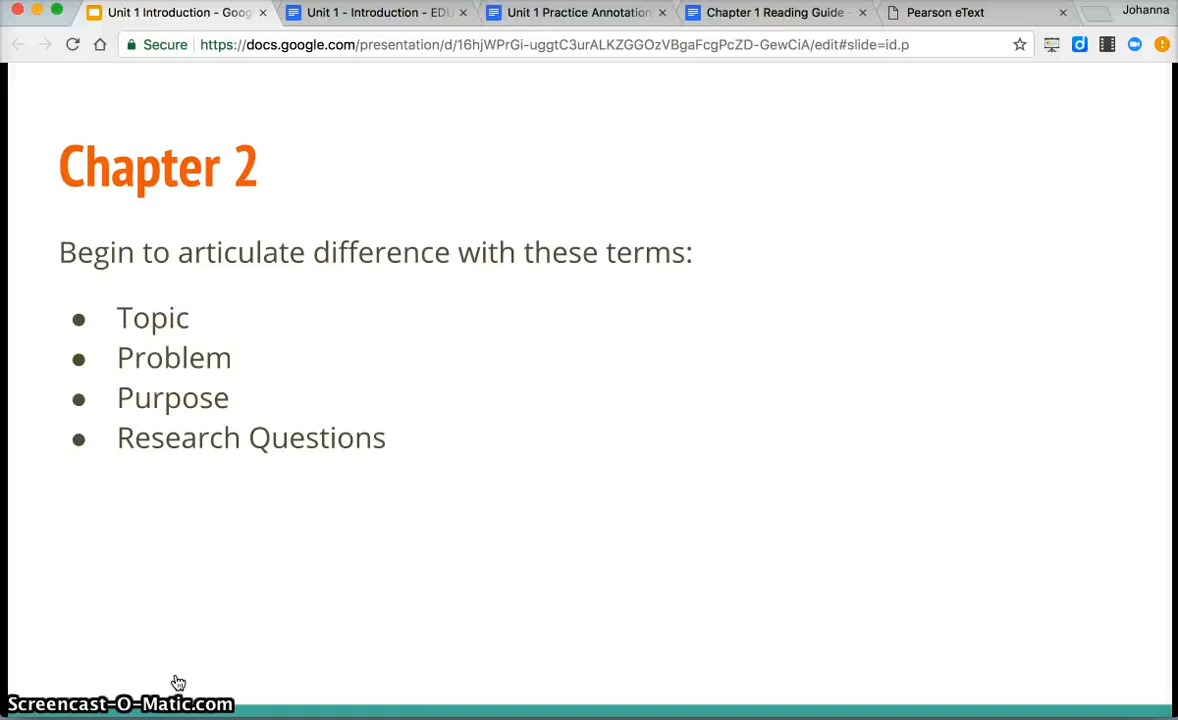 Unit 1 Introduction - Goog
Unit 1 - Introduction - EDU
Unit 1 Practice Annotation
Chapter 1 Reading Guide -
Pearson eText
Johanna
Secure
https://docs.google.com/presentation/d/16hjWPrGi-uggtC3urALKZGGOzVBgaFcgPcZD-GewCiA/edit#slide=id.p
Chapter 2
Begin to articulate difference with these terms:
● Topic
● Problem
● Purpose
● Research Questions
Screencast-O-Matic.com